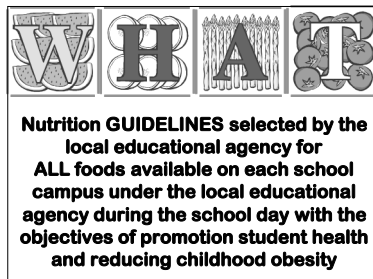 WHAT
Nutrition GUIDELINES selected by the
local educational agency for
ALL foods available on each school
campus under the local educational
agency during the school day with the
objectives of promotion student health
and reducing childhood obesity